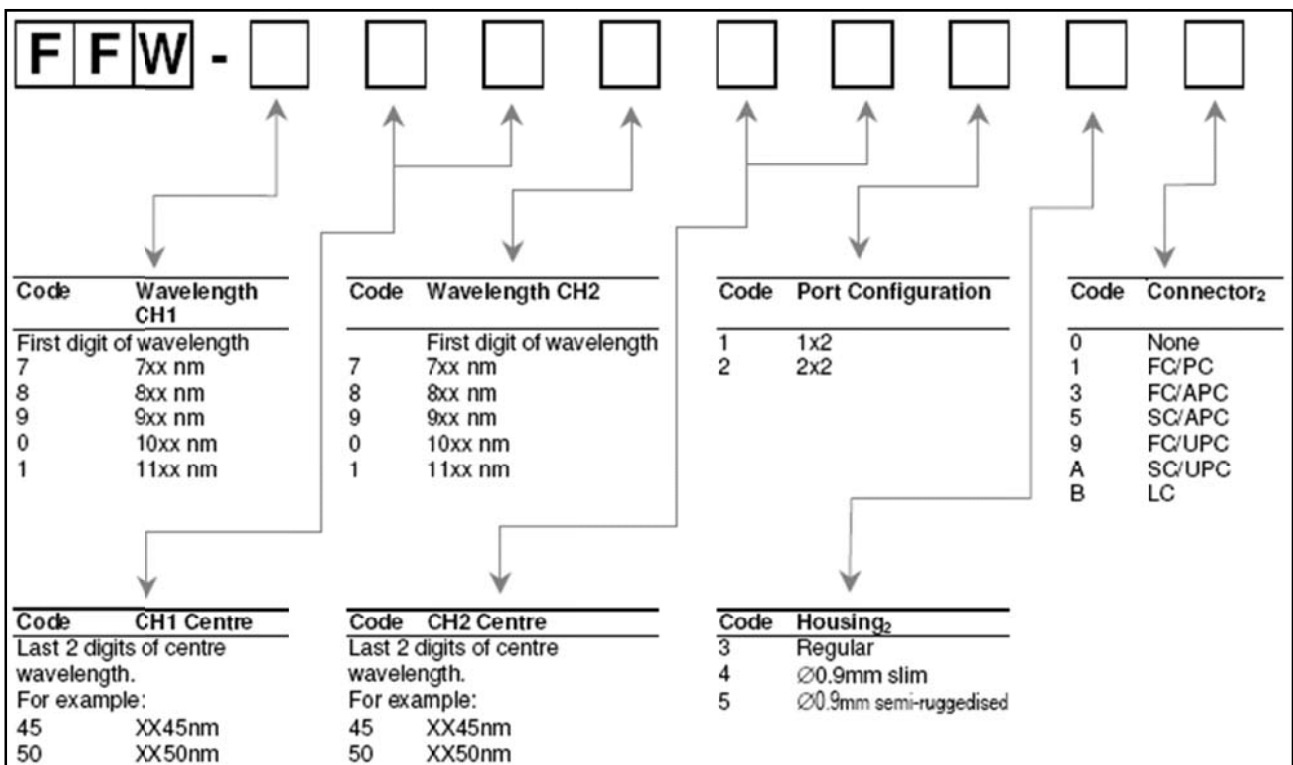 FFW -
Code Wavelength CH1
First digit of wavelength
7 7xx nm
8 8xx nm
9 9xx nm
0 10xx nm
1 11xx nm
Code Wavelength CH2
First digit of wavelength
7 7xx nm
8 8xx nm
9 9xx nm
0 10xx nm
1 11xx nm
Code Port Configuration
1 1x2
2 2x2
Code Connector₂
0 None
1 FC/PC
3 FC/APC
5 SC/APC
9 FC/UPC
A SC/UPC
B LC
Code CH1 Centre
Last 2 digits of centre
wavelength.
For example:
45 XX45nm
50 XX50nm
Code CH2 Centre
Last 2 digits of centre
wavelength.
For example:
45 XX45nm
50 XX50nm
Code Housing₂
3 Regular
4 ∅0.9mm slim
5 ∅0.9mm semi-ruggedised